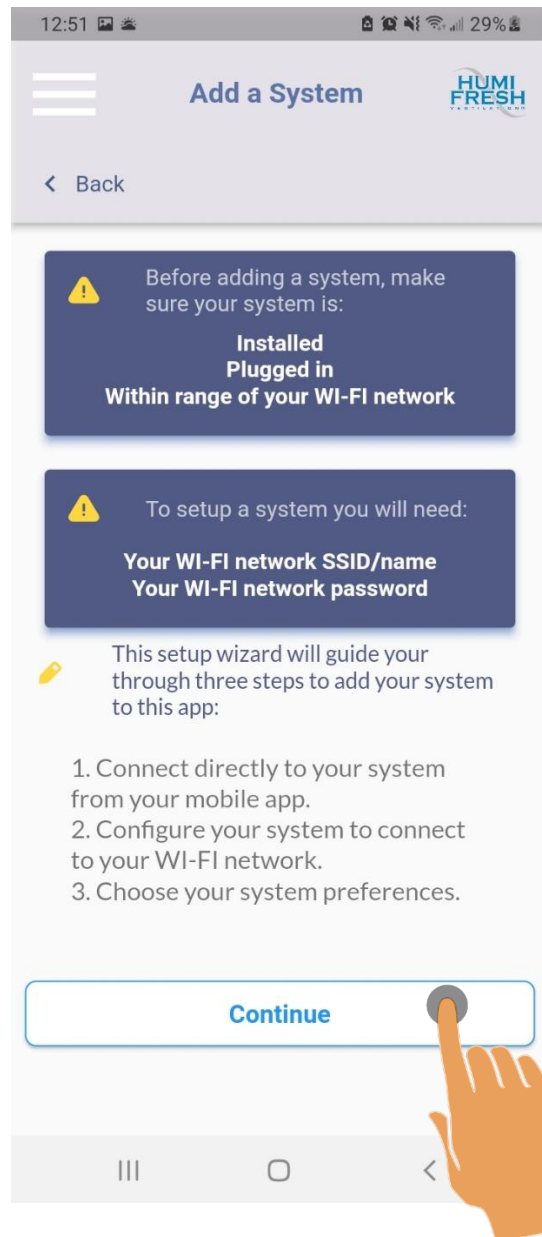 12:51 29%
Add a System
HUMI
FRESH
Back
Before adding a system, make
sure your system is:
Installed
Plugged in
Within range of your WI-FI network
To setup a system you will need:
Your WI-FI network SSID/name
Your WI-FI network password
This setup wizard will guide your
through three steps to add your system
to this app:
1. Connect directly to your system
from your mobile app.
2. Configure your system to connect
to your WI-FI network.
3. Choose your system preferences.
Continue